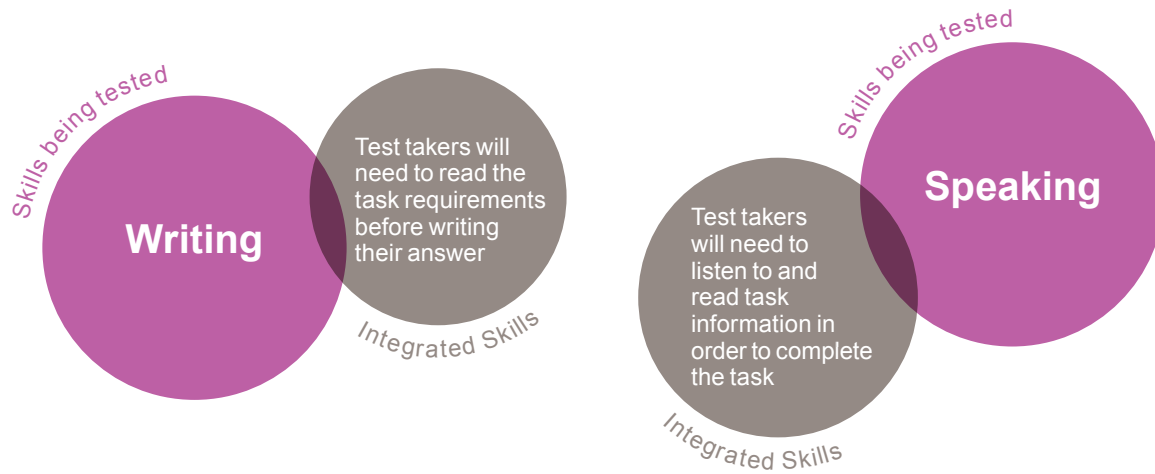 Skills being tested
Writing
Test takers will
need to read the
task requirements
before writing
their answer
Integrated Skills
Skills being tested
Speaking
Test takers
will need to
listen to and
read task
information in
order to complete
the task
Integrated Skills